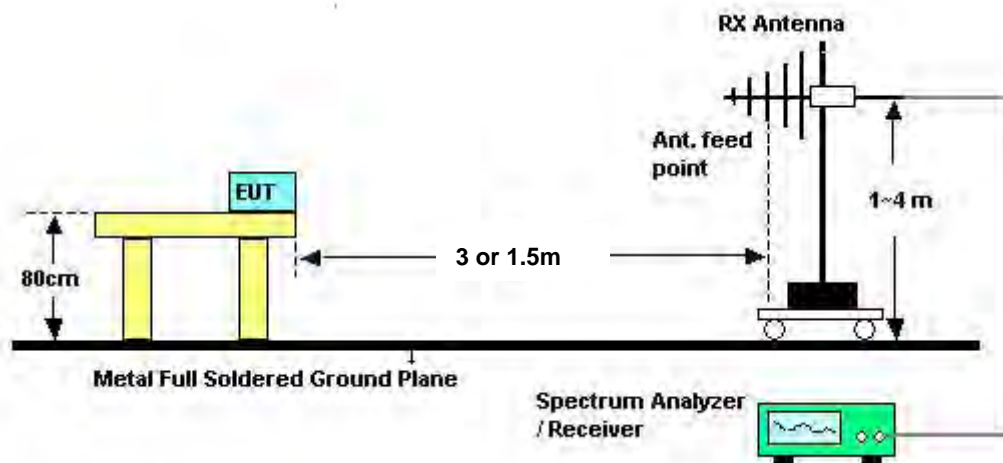 RX Antenna
Ant. feed
point
EUT
1~4 m
3 or 1.5m
80cm
Metal Full Soldered Ground Plane
Spectrum Analyzer
/ Receiver